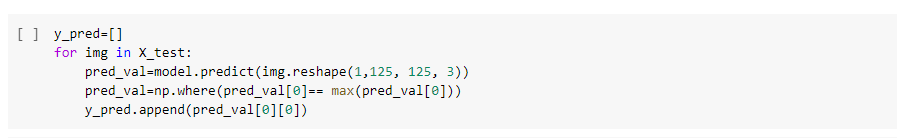 [ ] y_pred=[]
for img in X_test:
    pred_val=model.predict(img.reshape(1,125, 125, 3))
    pred_val=np.where(pred_val[0]== max(pred_val[0]))
    y_pred.append(pred_val[0][0])